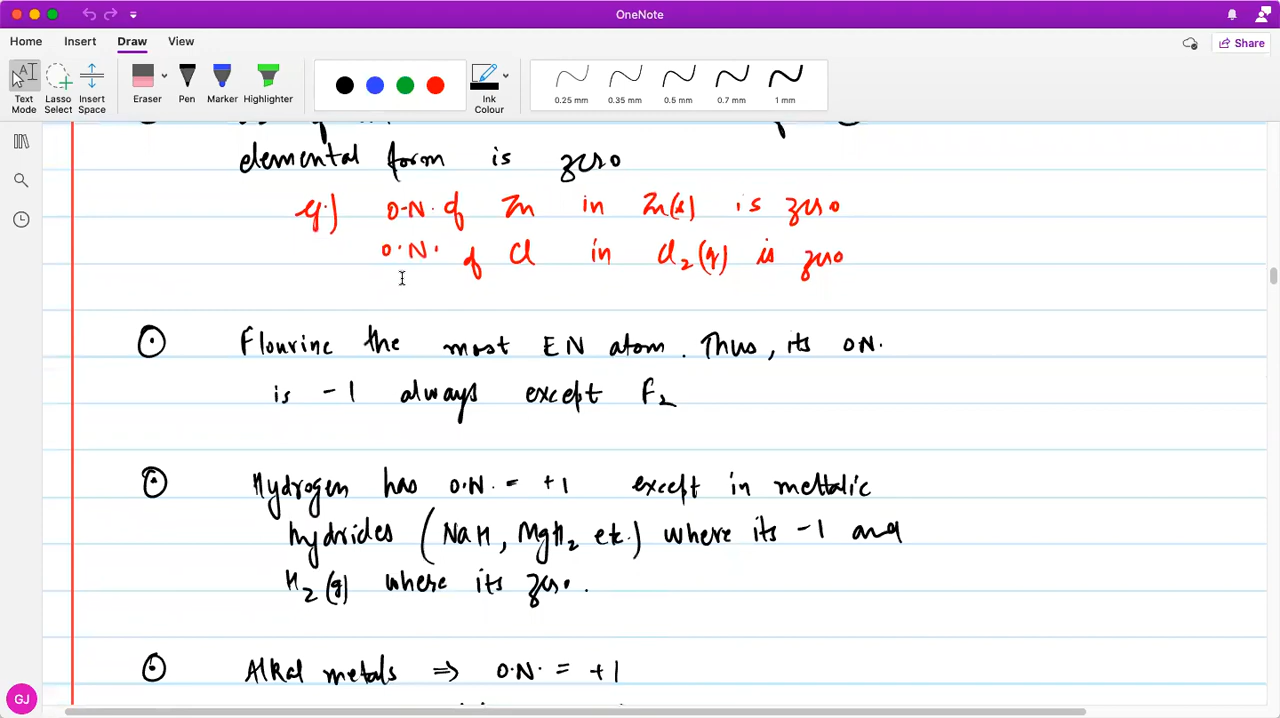 OneNote
Home Insert Draw View
Share
Text Mode
Lasso Select
Insert Space
Eraser
Pen
Marker
Highlighter
Ink Colour
0.25 mm
0.35 mm
0.5 mm
0.7 mm
1 mm
elemental form is zero
eg.) O.N. of Zn in Zn(s) is zero
O.N. of Cl in Cl2(g) is zero
Flourine the most EN atom. Thus, its ON.
is -1 always except F2
Hydrogen has O.N. = +1 except in mettalic
hydrides (NaH, MgH2 etc.) where its -1 and
H2(g) where its zero.
Alkal metals ⇒ O.N. = +1
GJ